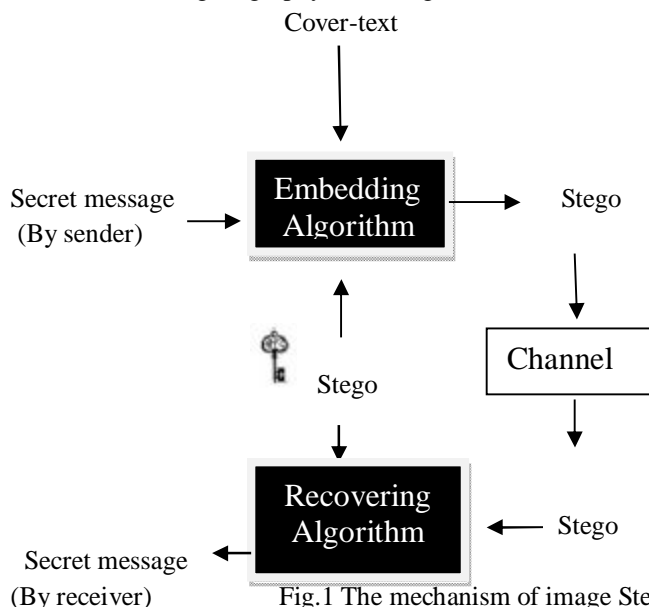 Cover-text
Embedding
Algorithm
Secret message
(By sender)
Stego
Channel
Stego
Recovering
Algorithm
Stego
Secret message
(By receiver)
Fig.1 The mechanism of image Ste